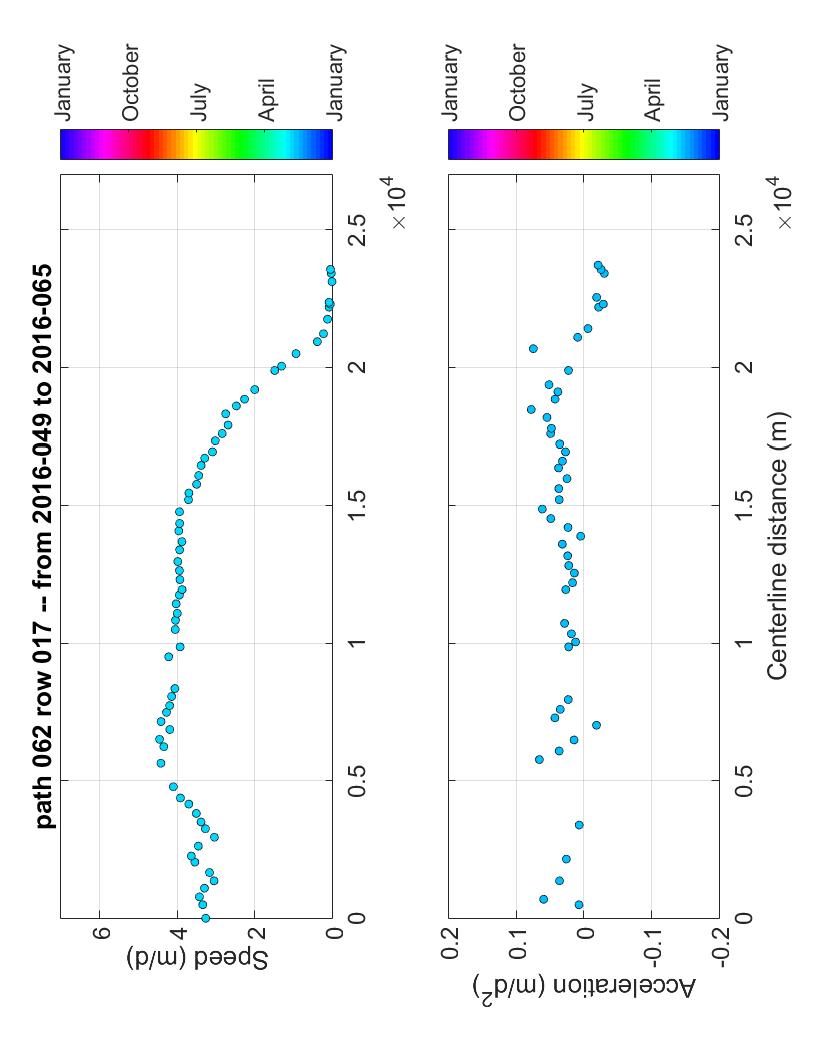 path 062 row 017 -- from 2016-049 to 2016-065
6
4
2
0
Speed (m/d)
0
0.5
1
1.5
2
2.5
×10^4
January
October
July
April
January
0.2
0.1
0
-0.1
-0.2
Acceleration (m/d^2)
0
0.5
1
1.5
2
2.5
×10^4
Centerline distance (m)
January
October
July
April
January